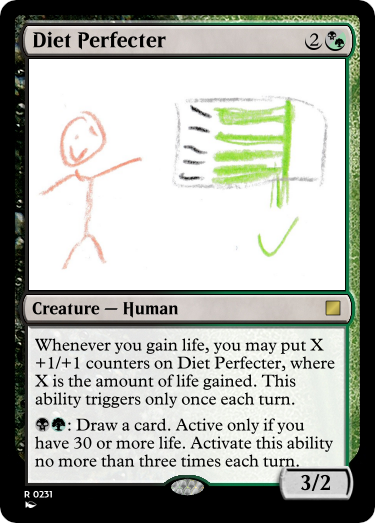 Diet Perfecter 2
Creature — Human
Whenever you gain life, you may put X
+1/+1 counters on Diet Perfecter, where
X is the amount of life gained. This
ability triggers only once each turn.
: Draw a card. Active only if you
have 30 or more life. Activate this ability
no more than three times each turn.
3/2
R 0231